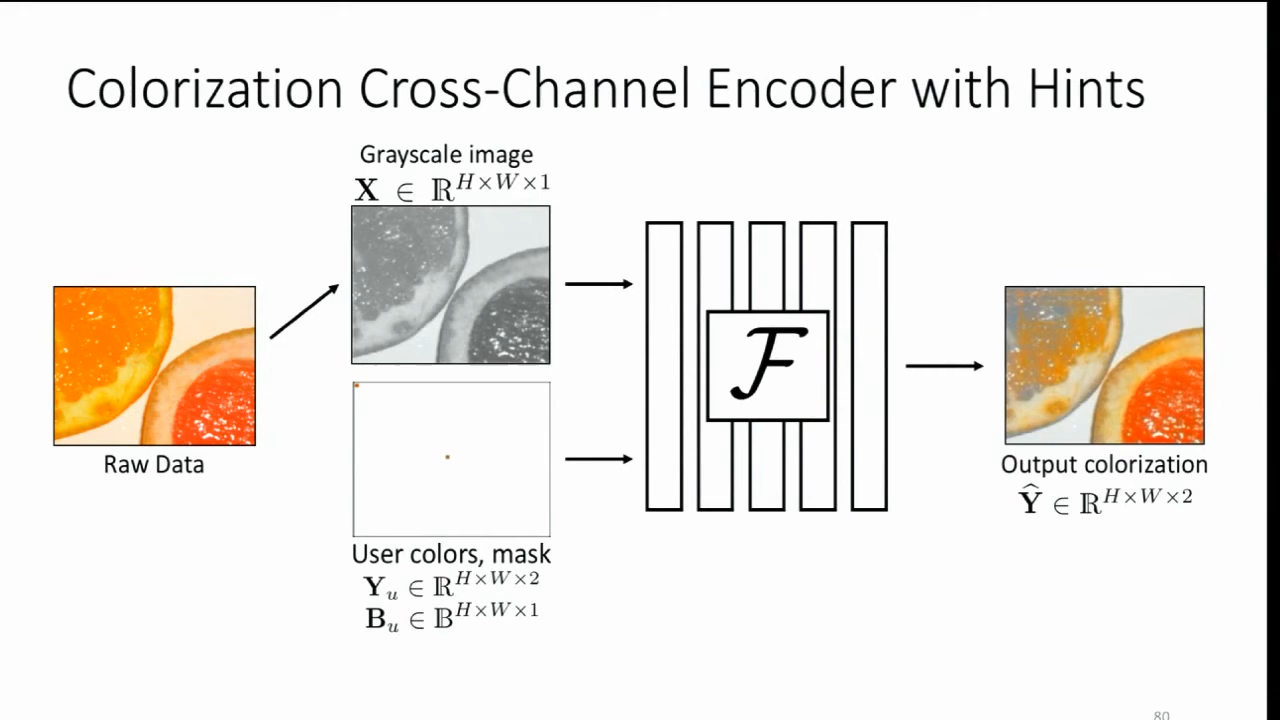 Colorization Cross-Channel Encoder with Hints
Grayscale image
X ∈ ℝ^{H×W×1}
Raw Data
ℱ
User colors, mask
Y_u ∈ ℝ^{H×W×2}
B_u ∈ 𝔹^{H×W×1}
Output colorization
Ŷ ∈ ℝ^{H×W×2}
80